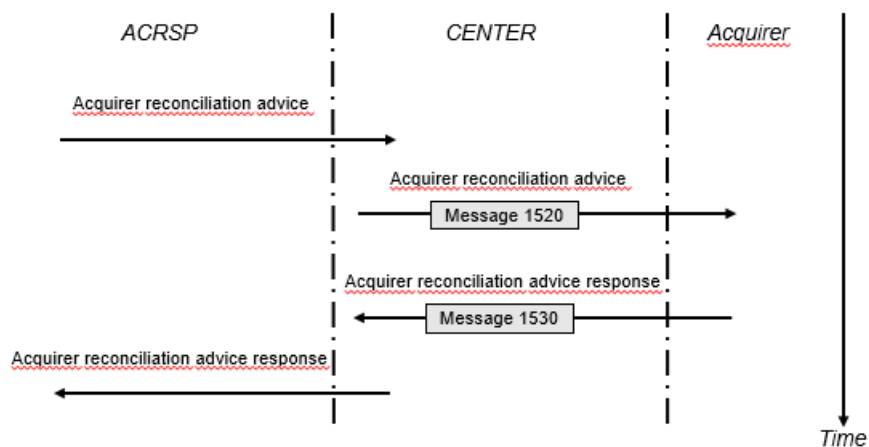 ACRSP
CENTER
Acquirer
Acquirer reconciliation advice
Acquirer reconciliation advice
Message 1520
Acquirer reconciliation advice response
Message 1530
Acquirer reconciliation advice response
Time